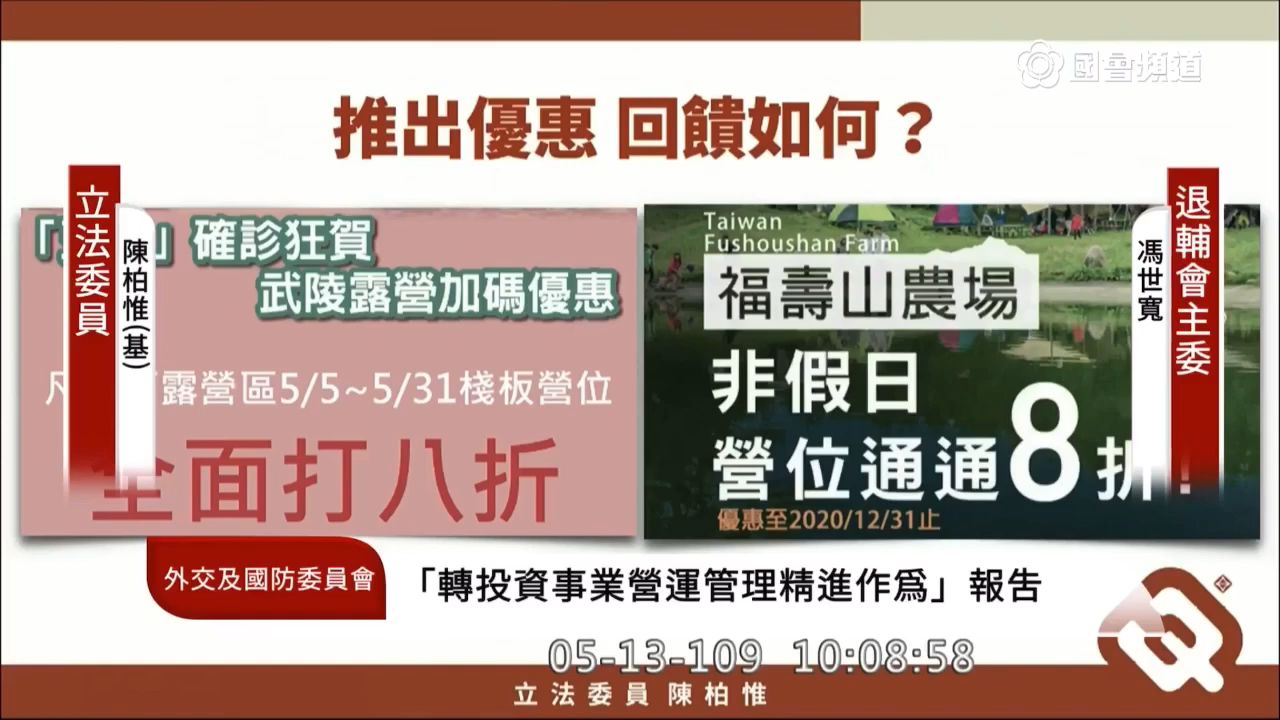 國會頻道
推出優惠 回饋如何？
立法委員
陳柏惟(基)
退輔會主委
馮世寬
「 」確診狂賀
武陵露營加碼優惠
露營區5/5~5/31棧板營位
全面打八折
Taiwan
Fushoushan Farm
福壽山農場
非假日
營位通通8折!
優惠至2020/12/31止
外交及國防委員會
「轉投資事業營運管理精進作爲」報告
05-13-109 10:08:58
立法委員 陳柏惟